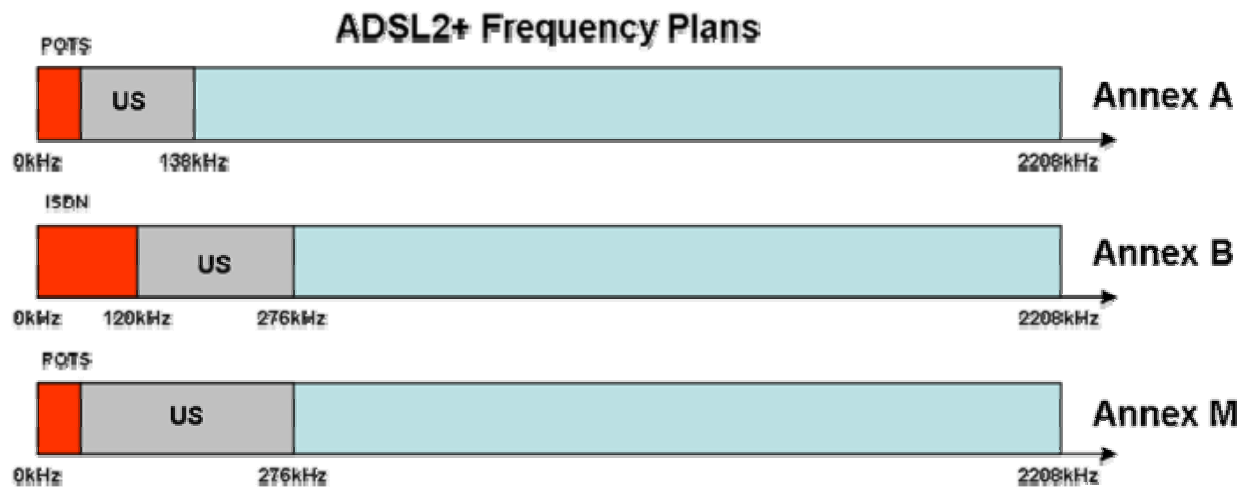 ADSL2+ Frequency Plans
POTS
US
Annex A
0kHz 138kHz 2208kHz
ISDN
US
Annex B
0kHz 120kHz 276kHz 2208kHz
POTS
US
Annex M
0kHz 276kHz 2208kHz